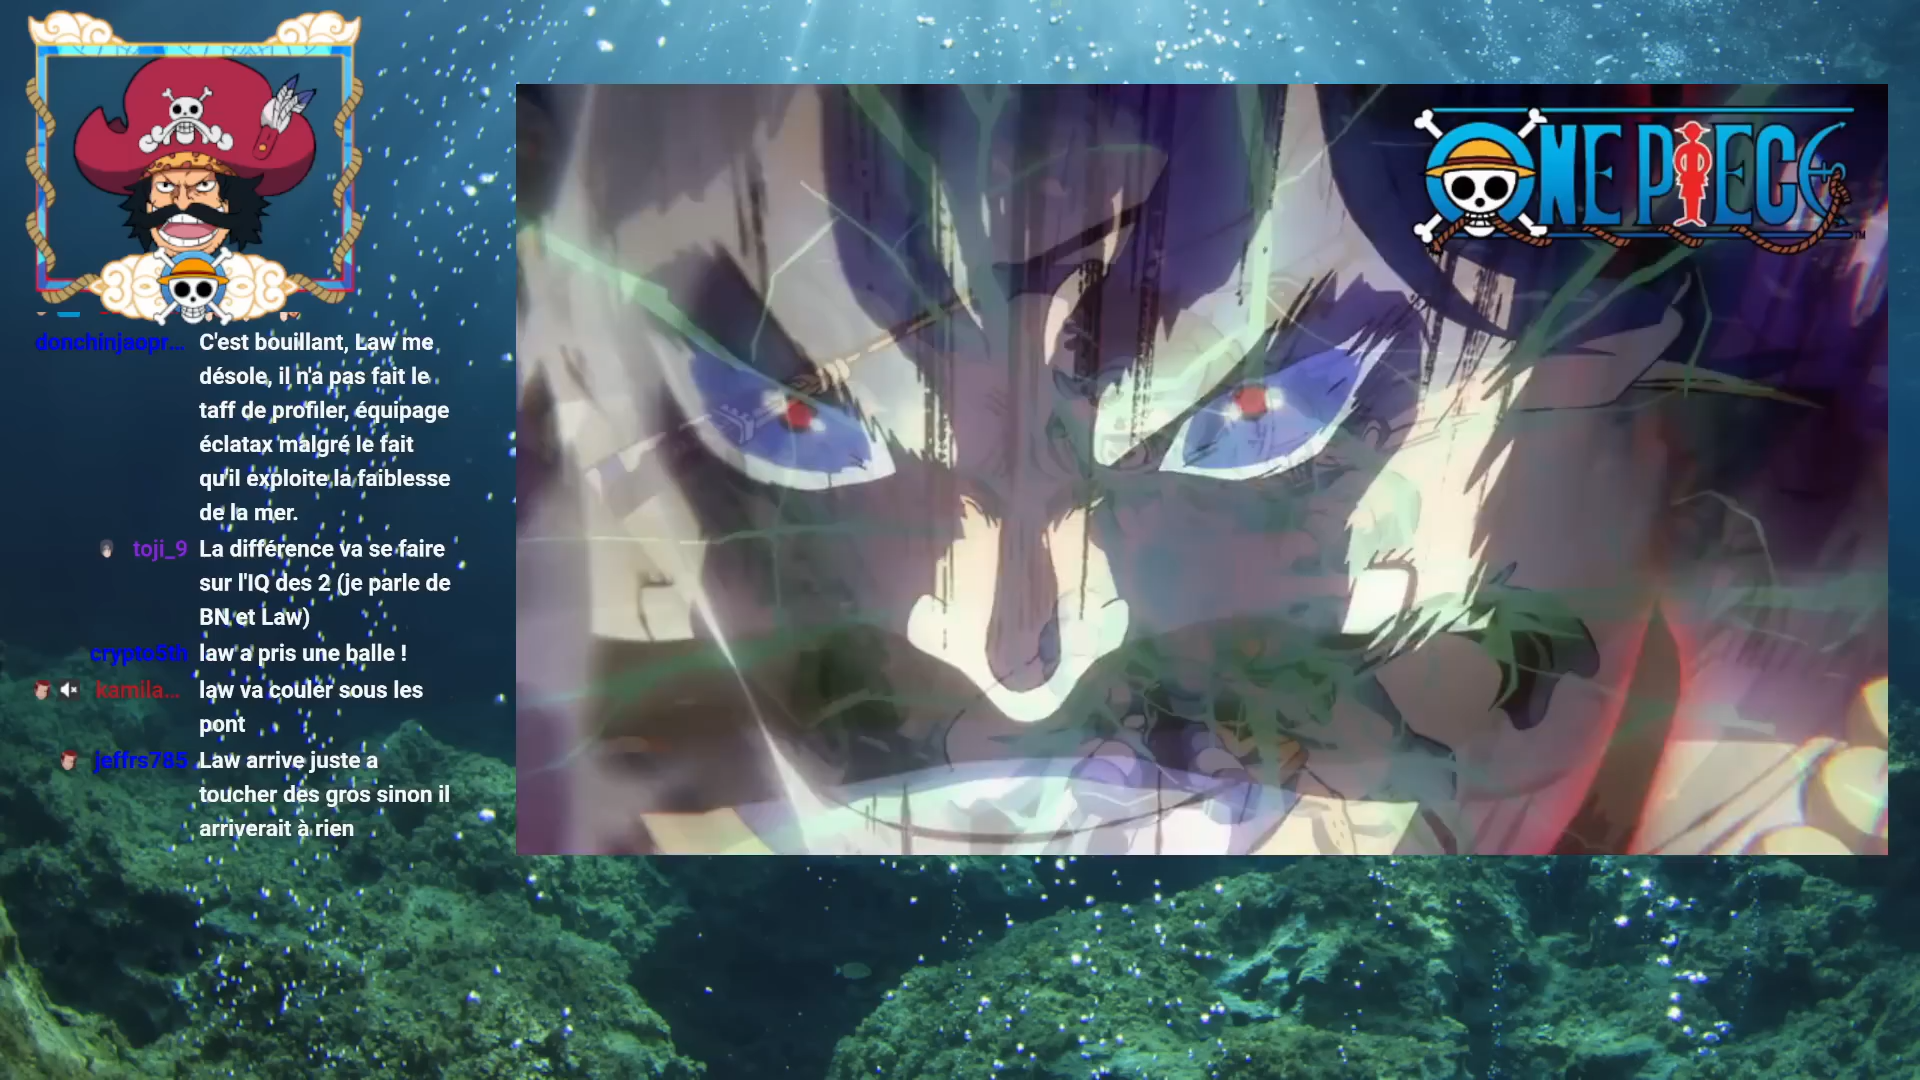 ONE PIECE
TM
donchinjaopr... C'est bouillant, Law me
désole, il n'a pas fait le
taff de profiler, équipage
éclatax malgré le fait
qu'il exploite la faiblesse
de la mer.
toji_9 La différence va se faire
sur l'IQ des 2 (je parle de
BN et Law)
crypto5th law a pris une balle !
kamila... law va couler sous les
pont
jeffrs785 Law arrive juste a
toucher des gros sinon il
arriverait à rien